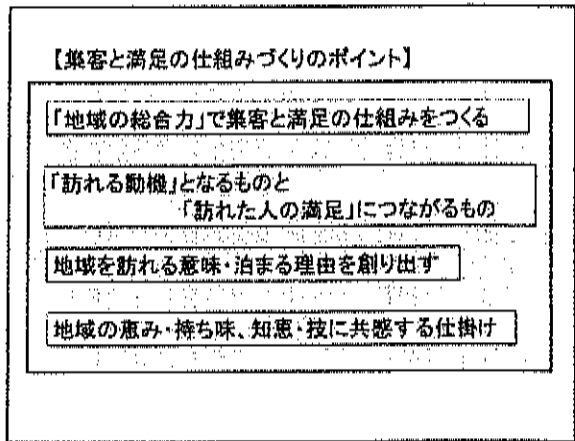 【集客と満足の仕組みづくりのポイント】
「地域の総合力」で集客と満足の仕組みをつくる
「訪れる動機」となるものと
「訪れた人の満足」につながるもの
地域を訪れる意味・泊まる理由を創り出す
地域の恵み・持ち味、知恵・技に共感する仕掛け